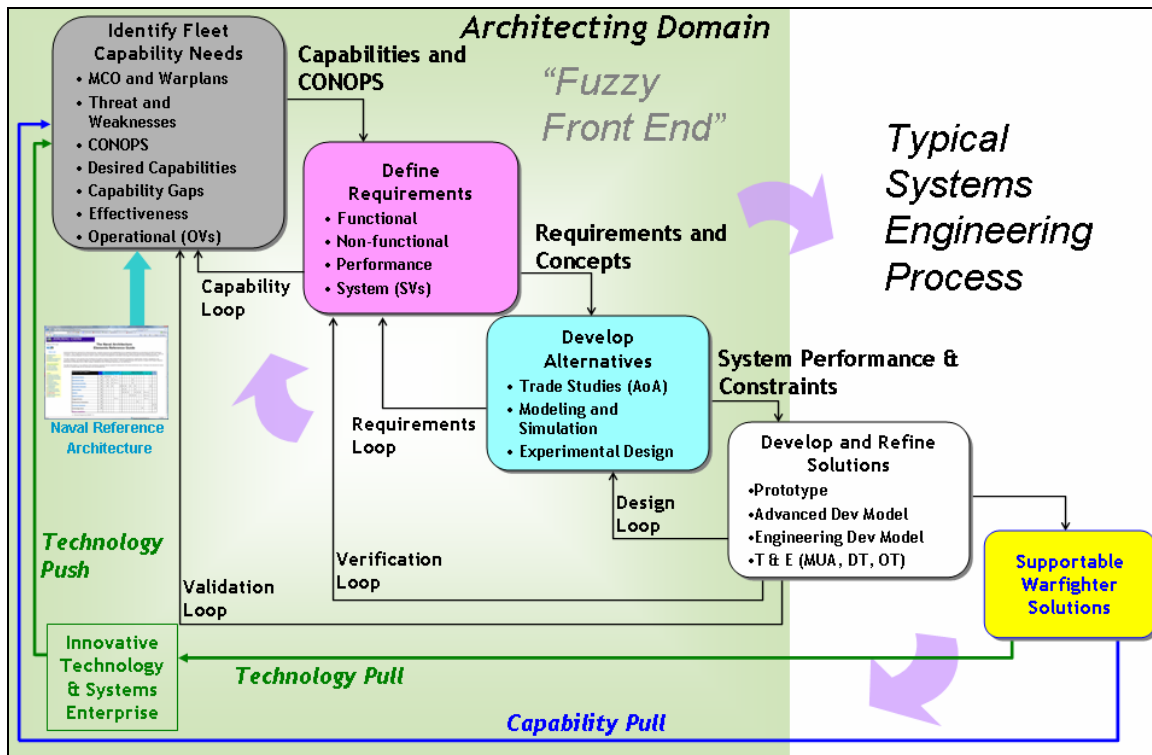 Identify Fleet
Capability Needs
• MCO and Warplans
• Threat and
Weaknesses
• CONOPS
• Desired Capabilities
• Capability Gaps
• Effectiveness
• Operational (OVs)
Architecting Domain
Capabilities and
CONOPS
"Fuzzy
Front End"
Typical
Systems
Engineering
Process
Define
Requirements
• Functional
• Non-functional
• Performance
• System (SVs)
Requirements and
Concepts
Capability
Loop
Naval Reference
Architecture
Develop
Alternatives
• Trade Studies (AoA)
• Modeling and
Simulation
• Experimental Design
System Performance &
Constraints
Requirements
Loop
Develop and Refine
Solutions
•Prototype
•Advanced Dev Model
•Engineering Dev Model
•T & E (MUA, DT, OT)
Design
Loop
Technology
Push
Verification
Loop
Validation
Loop
Supportable
Warfighter
Solutions
Innovative
Technology
& Systems
Enterprise
Technology Pull
Capability Pull